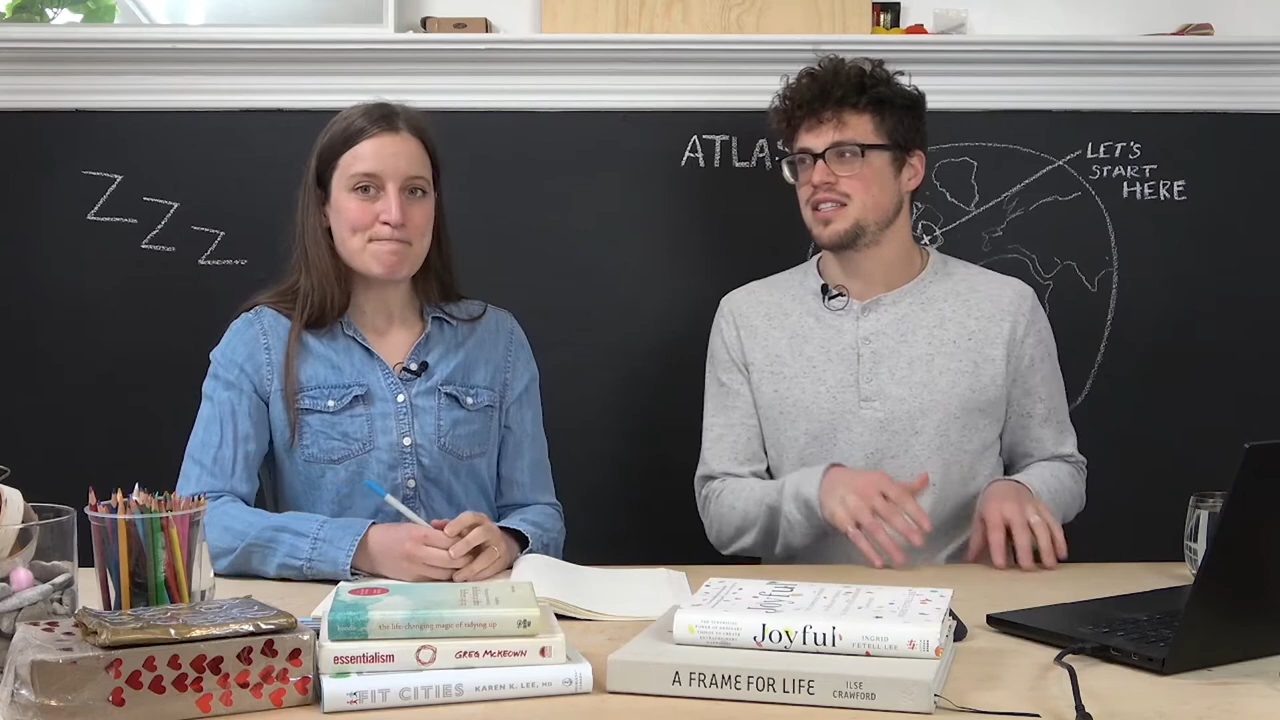 Z Z Z
ATLAS
LET'S
START
HERE
the life-changing magic of tidying up
essentialism GREG McKEOWN
FIT CITIES KAREN K. LEE, MD
Joyful
Joyful INGRID
FETELL LEE
A FRAME FOR LIFE ILSE
CRAWFORD